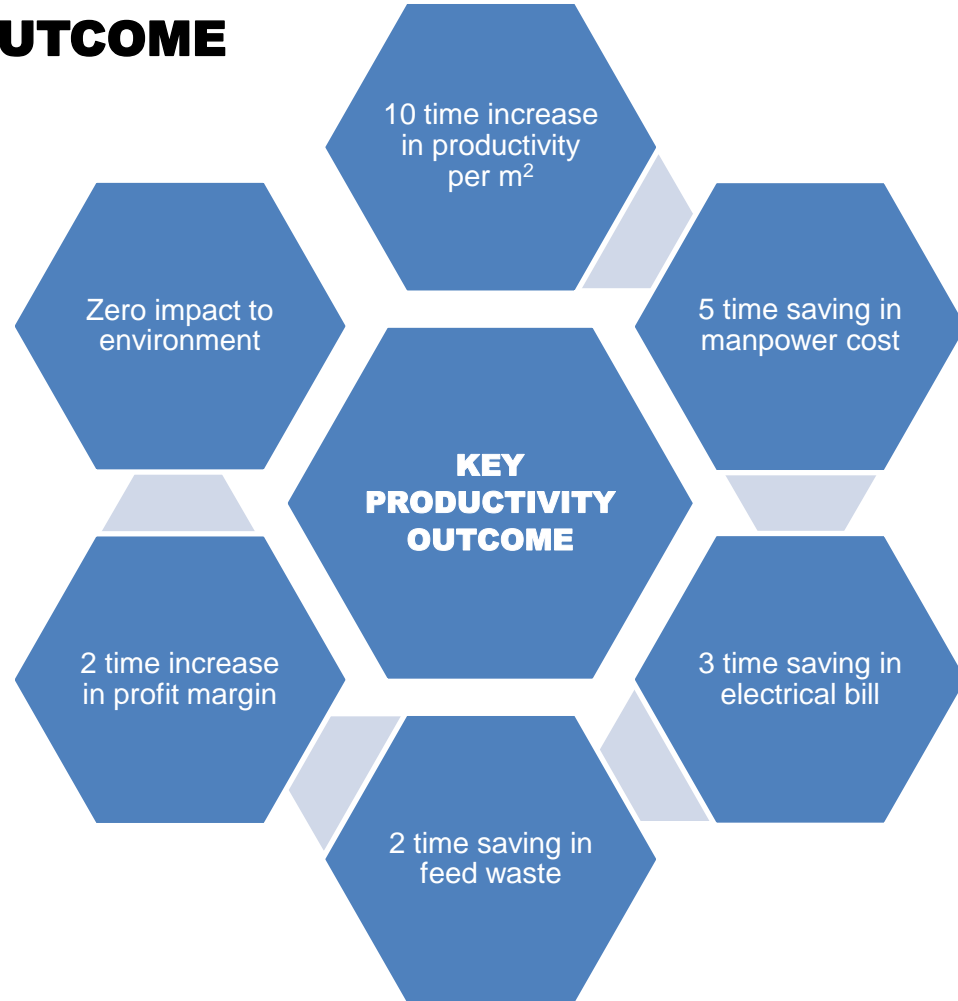 UTCOME
10 time increase
in productivity
per m²
5 time saving in
manpower cost
3 time saving in
electrical bill
2 time saving in
feed waste
2 time increase
in profit margin
Zero impact to
environment
KEY
PRODUCTIVITY
OUTCOME